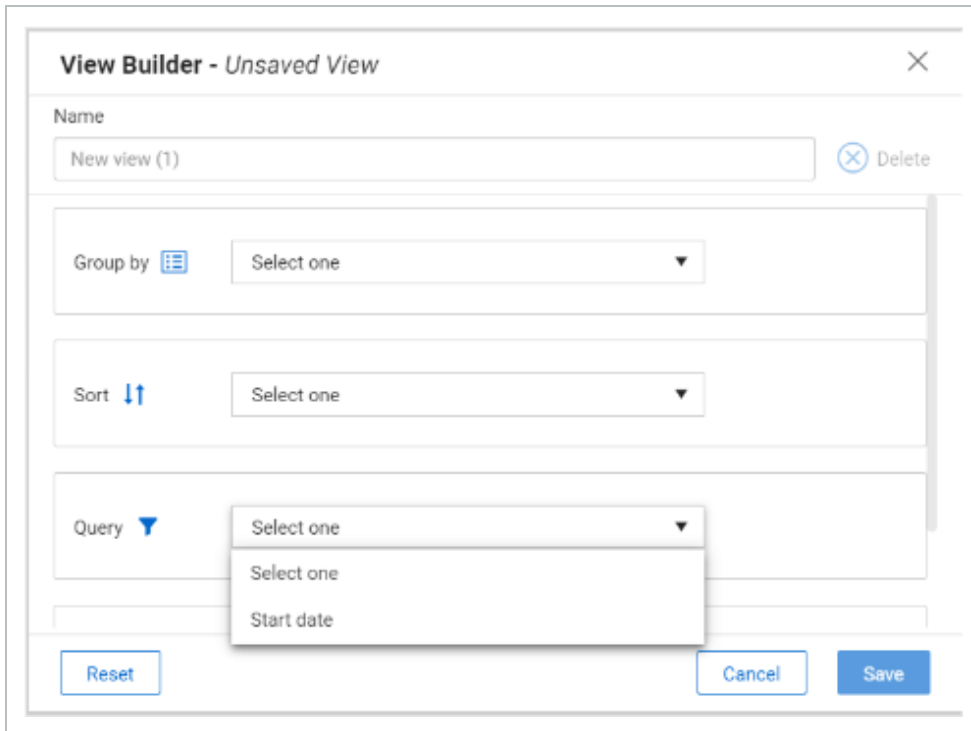 View Builder - Unsaved View
Name
New view (1)
Delete
Group by
Select one
Sort
Select one
Query
Select one
Select one
Start date
Reset
Cancel
Save